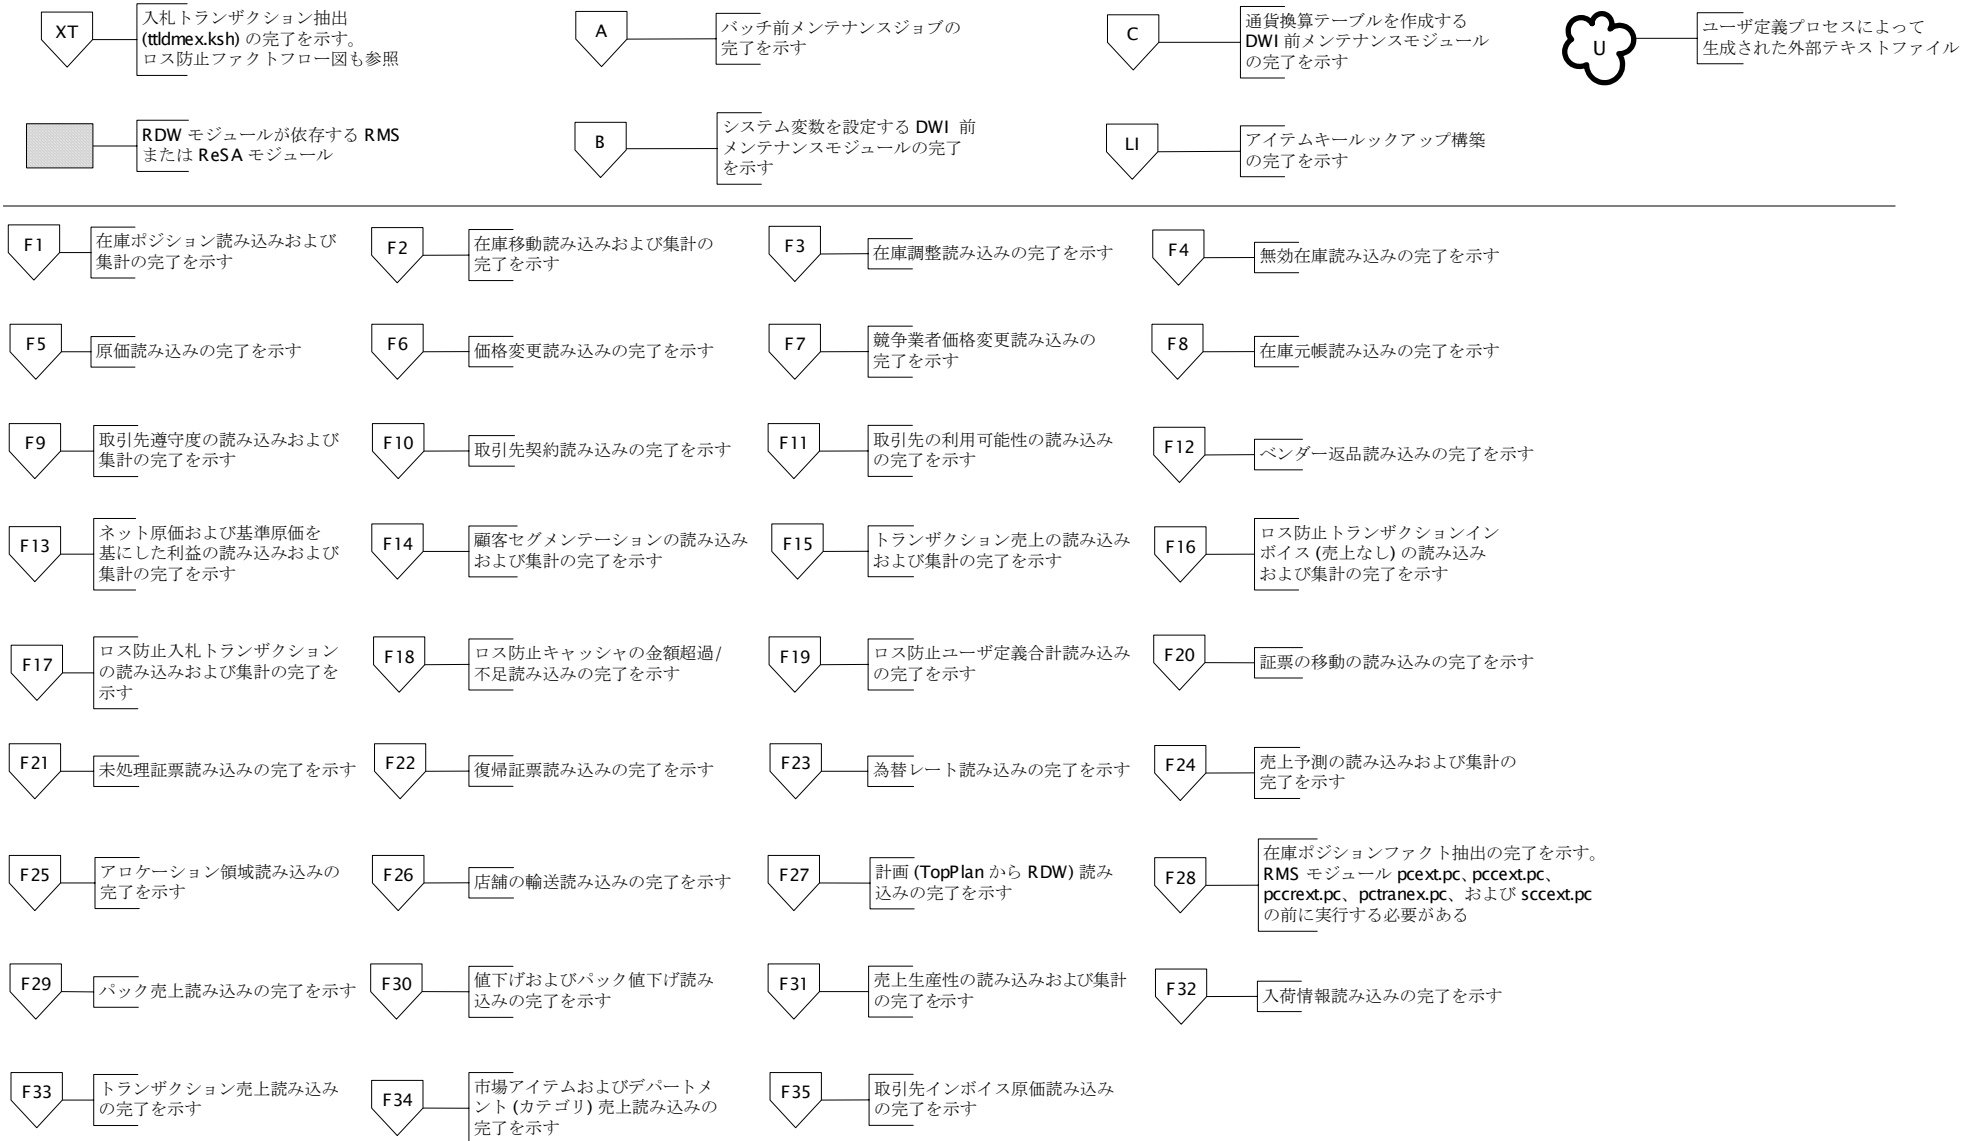 XT
入札トランザクション抽出
(ttldmex.ksh) の完了を示す。
ロス防止ファクトフロー図も参照
A
バッチ前メンテナンスジョブの
完了を示す
C
通貨換算テーブルを作成する
DWI 前メンテナンスモジュール
の完了を示す
U
ユーザ定義プロセスによって
生成された外部テキストファイル
RDW モジュールが依存する RMS
または ReSA モジュール
B
システム変数を設定する DWI 前
メンテナンスモジュールの完了
を示す
LI
アイテムキールックアップ構築
の完了を示す
F1
在庫ポジション読み込みおよび
集計の完了を示す
F2
在庫移動読み込みおよび集計の
完了を示す
F3
在庫調整読み込みの完了を示す
F4
無効在庫読み込みの完了を示す
F5
原価読み込みの完了を示す
F6
価格変更読み込みの完了を示す
F7
競争業者価格変更読み込みの
完了を示す
F8
在庫元帳読み込みの完了を示す
F9
取引先遵守度の読み込みおよび
集計の完了を示す
F10
取引先契約読み込みの完了を示す
F11
取引先の利用可能性の読み込み
の完了を示す
F12
ベンダー返品読み込みの完了を示す
F13
ネット原価および基準原価を
基にした利益の読み込みおよび
集計の完了を示す
F14
顧客セグメンテーションの読み込み
および集計の完了を示す
F15
トランザクション売上の読み込み
および集計の完了を示す
F16
ロス防止トランザクションイン
ボイス (売上なし) の読み込み
および集計の完了を示す
F17
ロス防止入札トランザクション
の読み込みおよび集計の完了を
示す
F18
ロス防止キャッシャの金額超過/
不足読み込みの完了を示す
F19
ロス防止ユーザ定義合計読み込み
の完了を示す
F20
証票の移動の読み込みの完了を示す
F21
未処理証票読み込みの完了を示す
F22
復帰証票読み込みの完了を示す
F23
為替レート読み込みの完了を示す
F24
売上予測の読み込みおよび集計の
完了を示す
F25
アロケーション領域読み込みの
完了を示す
F26
店舗の輸送読み込みの完了を示す
F27
計画 (TopPlan から RDW) 読み
込みの完了を示す
F28
在庫ポジションファクト抽出の完了を示す。
RMS モジュール pcext.pc、pccext.pc、
pccrext.pc、pctranex.pc、および sccext.pc
の前に実行する必要がある
F29
パック売上読み込みの完了を示す
F30
値下げおよびパック値下げ読み
込みの完了を示す
F31
売上生産性の読み込みおよび集計
の完了を示す
F32
入荷情報読み込みの完了を示す
F33
トランザクション売上読み込み
の完了を示す
F34
市場アイテムおよびデパートメ
ント (カテゴリ) 売上読み込みの
完了を示す
F35
取引先インボイス原価読み込み
の完了を示す